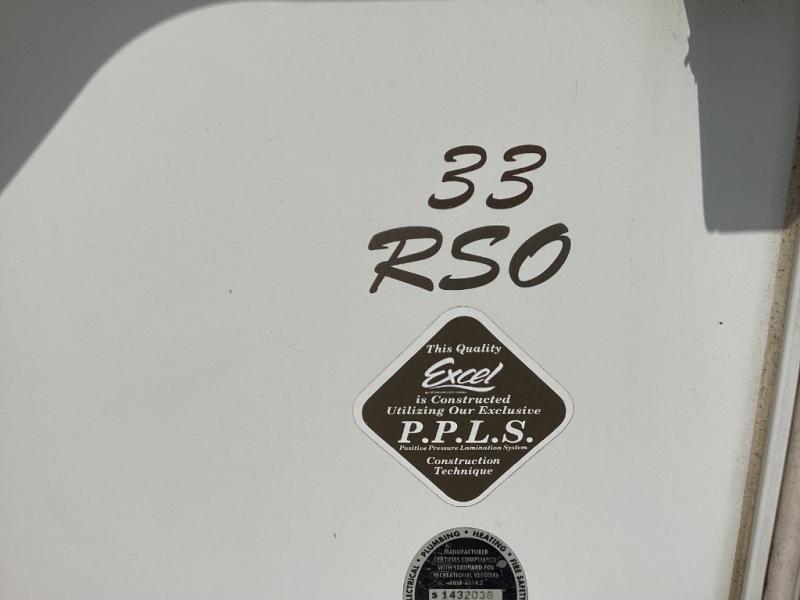 33
RSO
This Quality
Excel
is Constructed
Utilizing Our Exclusive
P.P.L.S.
Positive Pressure Lamination System
Construction
Technique
ELECTRICAL • PLUMBING • HEATING • FIRE SAFETY
MANUFACTURER
CERTIFIES COMPLIANCE
WITH STANDARD FOR
RECREATIONAL VEHICLES
S 1432038